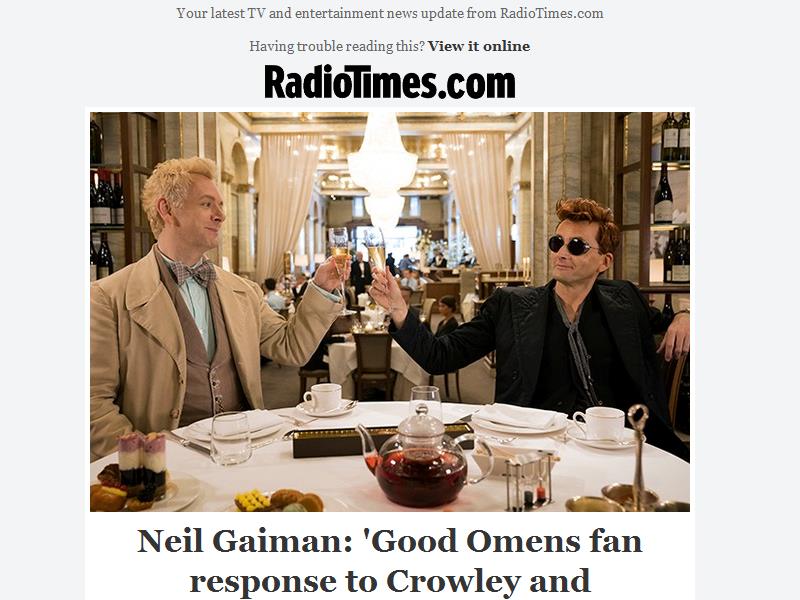 Your latest TV and entertainment news update from RadioTimes.com
Having trouble reading this? View it online
RadioTimes.com
Neil Gaiman: 'Good Omens fan
response to Crowley and